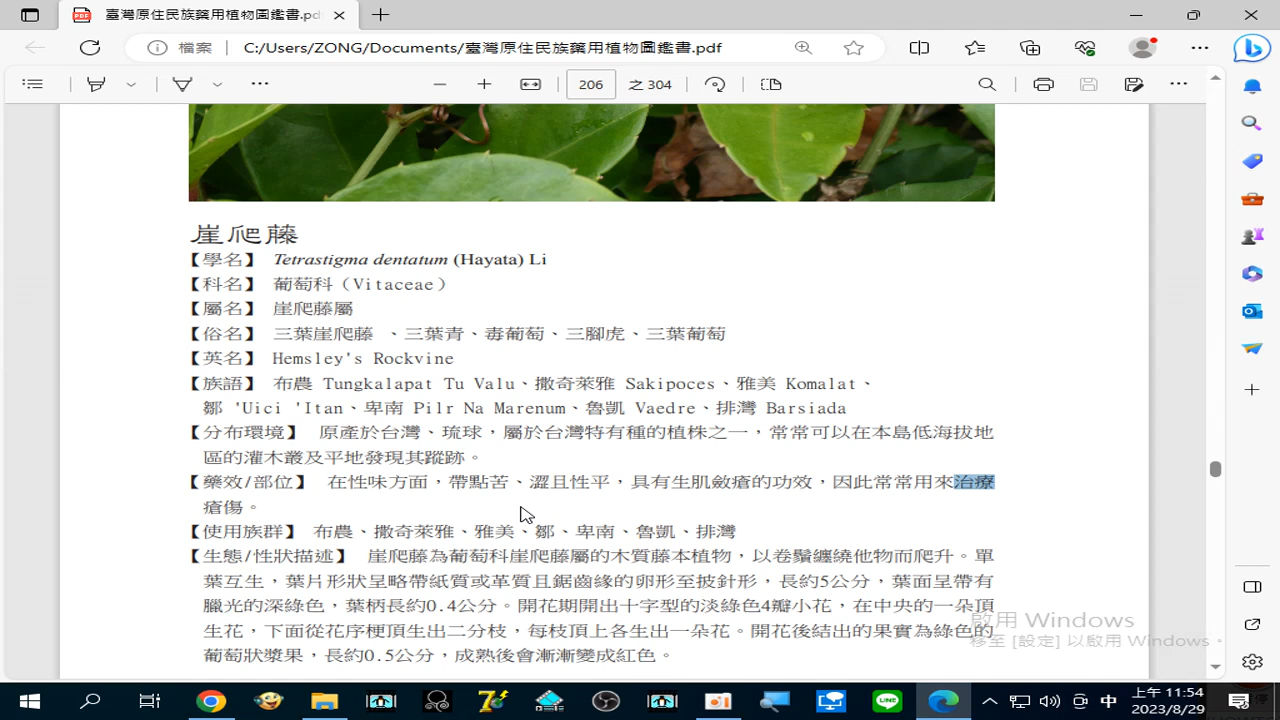 臺灣原住民族藥用植物圖鑑書.pd
檔案 C:/Users/ZONG/Documents/臺灣原住民族藥用植物圖鑑書.pdf
206 之 304
崖爬藤
【學名】 Tetrastigma dentatum (Hayata) Li
【科名】 葡萄科（Vitaceae）
【屬名】 崖爬藤屬
【俗名】 三葉崖爬藤 、三葉青、毒葡萄、三腳虎、三葉葡萄
【英名】 Hemsley's Rockvine
【族語】 布農 Tungkalapat Tu Valu、撒奇萊雅 Sakipoces、雅美 Komalat、
鄒 'Uici 'Itan、卑南 Pilr Na Marenum、魯凱 Vaedre、排灣 Barsiada
【分布環境】 原產於台灣、琉球，屬於台灣特有種的植株之一，常常可以在本島低海拔地
區的灌木叢及平地發現其蹤跡。
【藥效/部位】 在性味方面，帶點苦、澀且性平，具有生肌斂瘡的功效，因此常常用來治療
瘡傷。
【使用族群】 布農、撒奇萊雅、雅美、鄒、卑南、魯凱、排灣
【生態/性狀描述】 崖爬藤為葡萄科崖爬藤屬的木質藤本植物，以卷鬚纏繞他物而爬升。單
葉互生，葉片形狀呈略帶紙質或革質且鋸齒緣的卵形至披針形，長約5公分，葉面呈帶有
臘光的深綠色，葉柄長約0.4公分。開花期開出十字型的淡綠色4瓣小花，在中央的一朵頂
生花，下面從花序梗頂生出二分枝，每枝頂上各生出一朵花。開花後結出的果實為綠色的
葡萄狀漿果，長約0.5公分，成熟後會漸漸變成紅色。
啟用 Windows
移至 [設定] 以啟用 Windows。
中
上午 11:54
2023/8/29